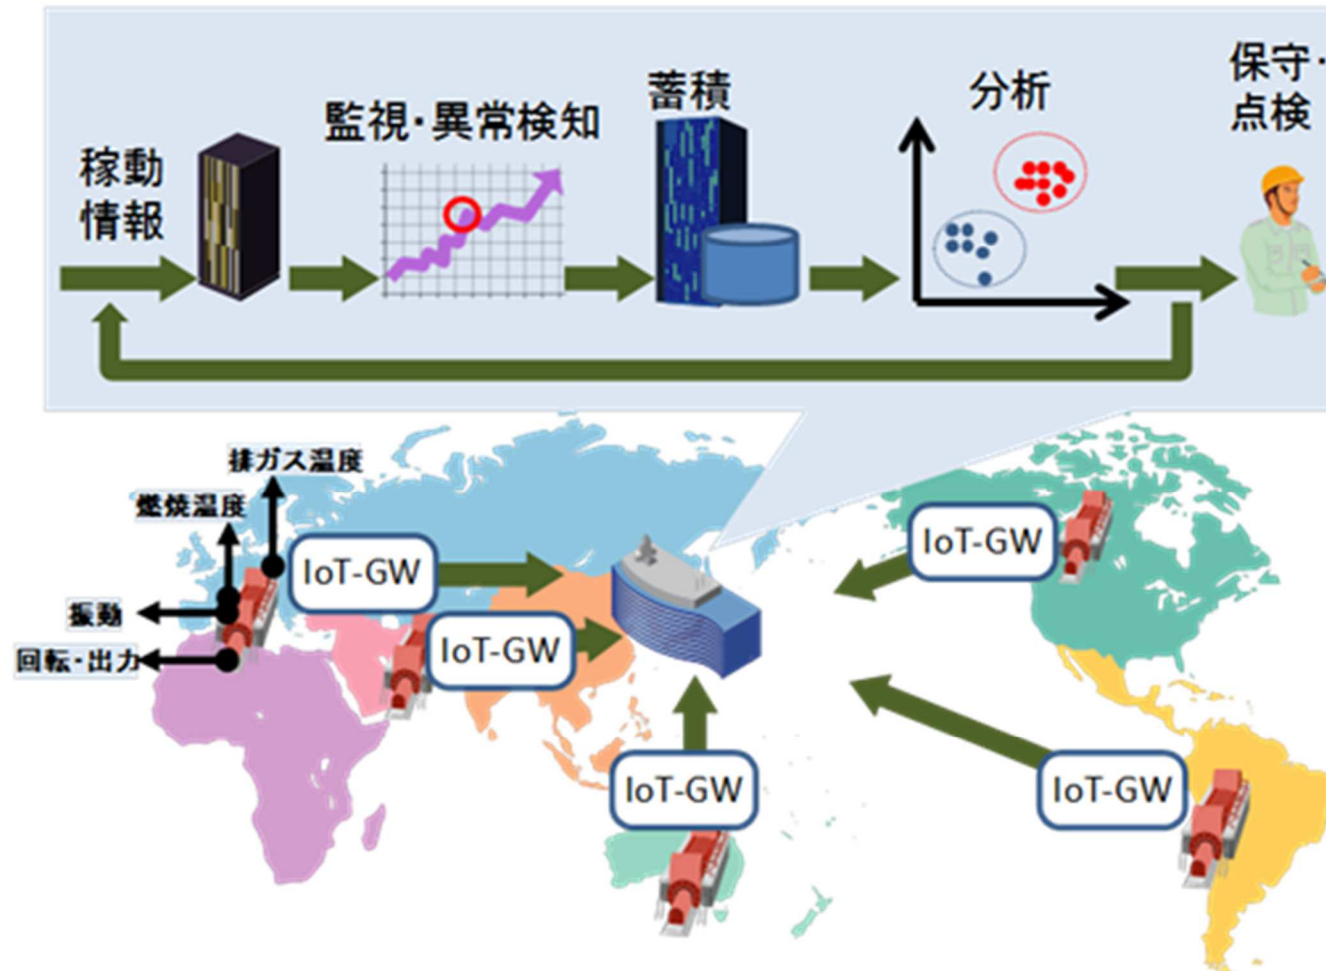 稼動
情報
監視・異常検知
蓄積
分析
保守・
点検
排ガス温度
燃焼温度
振動
回転・出力
IoT-GW
IoT-GW
IoT-GW
IoT-GW
IoT-GW